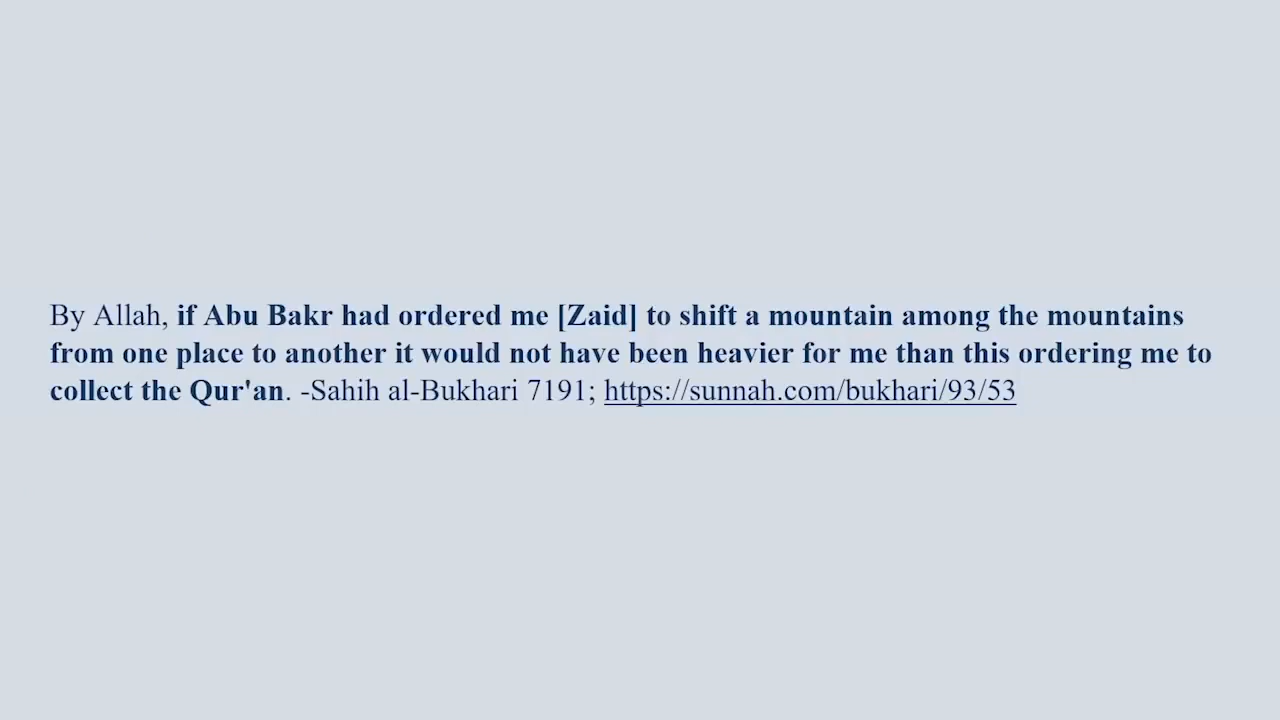 By Allah, if Abu Bakr had ordered me [Zaid] to shift a mountain among the mountains
from one place to another it would not have been heavier for me than this ordering me to
collect the Qur'an. -Sahih al-Bukhari 7191; https://sunnah.com/bukhari/93/53